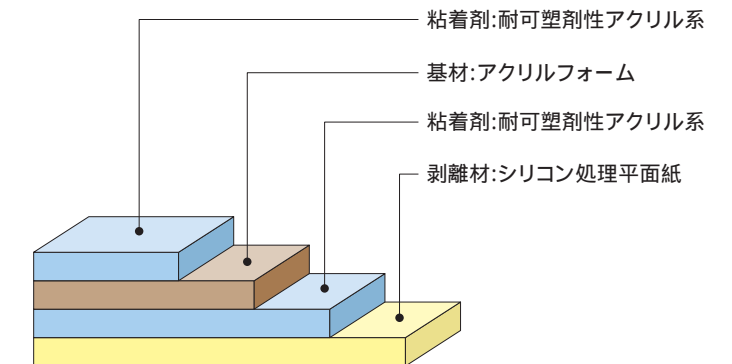 粘着剤:耐可塑剤性アクリル系
基材:アクリルフォーム
粘着剤:耐可塑剤性アクリル系
剥離材:シリコン処理平面紙